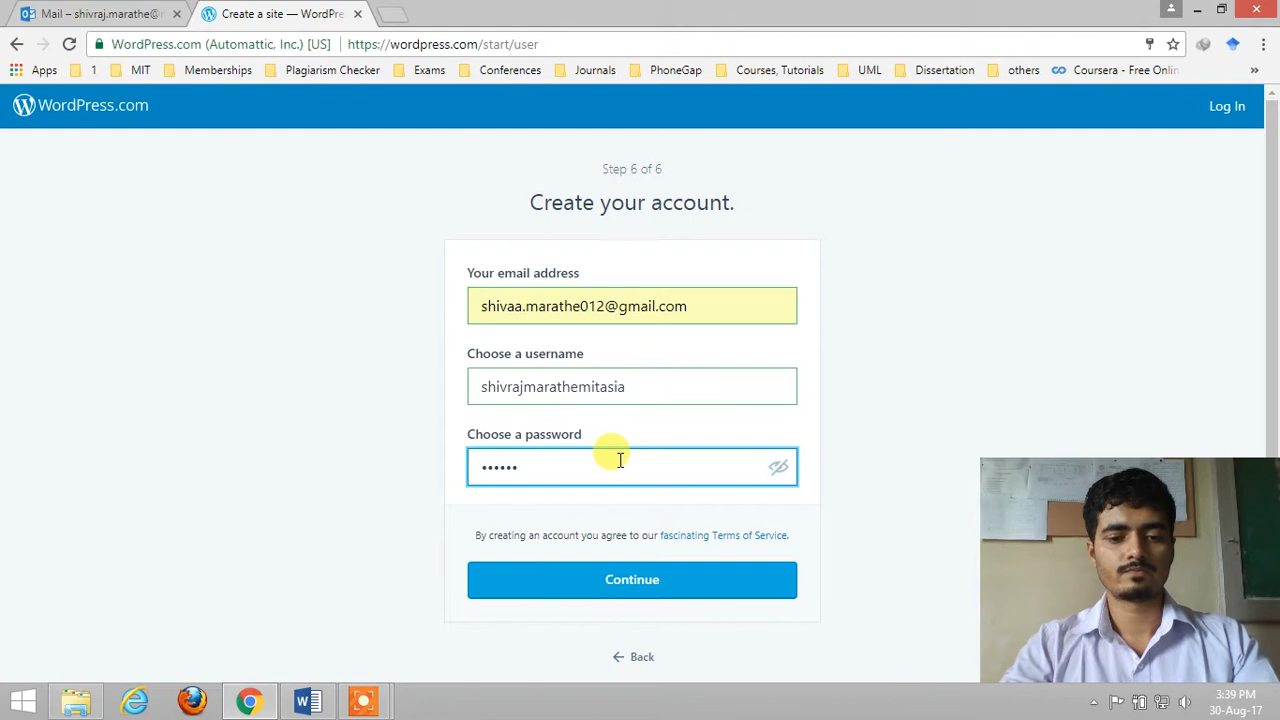 Mail – shivraj.marathe@m
Create a site — WordPre
WordPress.com (Automattic, Inc.) [US] https://wordpress.com/start/user
Apps 1 MIT Memberships Plagiarism Checker Exams Conferences Journals PhoneGap Courses, Tutorials UML Dissertation others Coursera - Free Onlin
WordPress.com
Log In
Step 6 of 6
Create your account.
Your email address
shivaa.marathe012@gmail.com
Choose a username
shivrajmarathemitasia
Choose a password
••••••
By creating an account you agree to our fascinating Terms of Service.
Continue
Back
3:39 PM
30-Aug-17